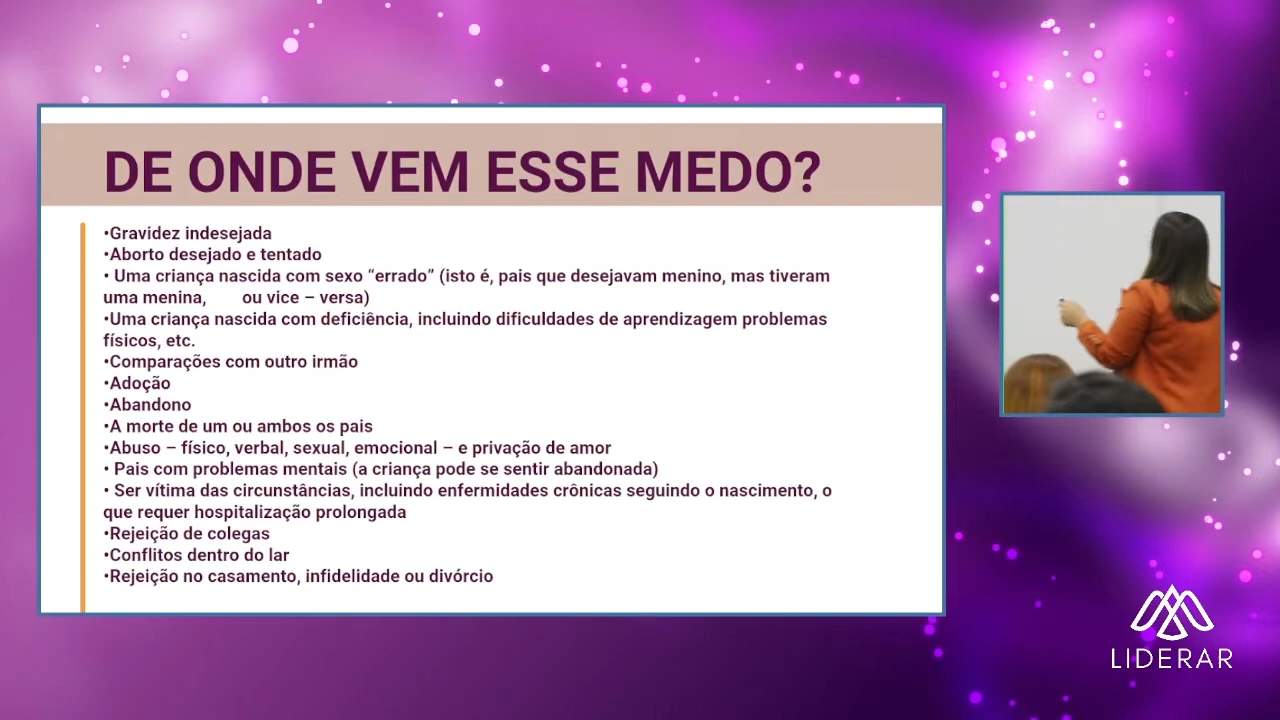 DE ONDE VEM ESSE MEDO?
•Gravidez indesejada
•Aborto desejado e tentado
• Uma criança nascida com sexo “errado” (isto é, pais que desejavam menino, mas tiveram
uma menina, ou vice – versa)
•Uma criança nascida com deficiência, incluindo dificuldades de aprendizagem problemas
físicos, etc.
•Comparações com outro irmão
•Adoção
•Abandono
•A morte de um ou ambos os pais
•Abuso – físico, verbal, sexual, emocional – e privação de amor
• Pais com problemas mentais (a criança pode se sentir abandonada)
• Ser vítima das circunstâncias, incluindo enfermidades crônicas seguindo o nascimento, o
que requer hospitalização prolongada
•Rejeição de colegas
•Conflitos dentro do lar
•Rejeição no casamento, infidelidade ou divórcio
LIDERAR